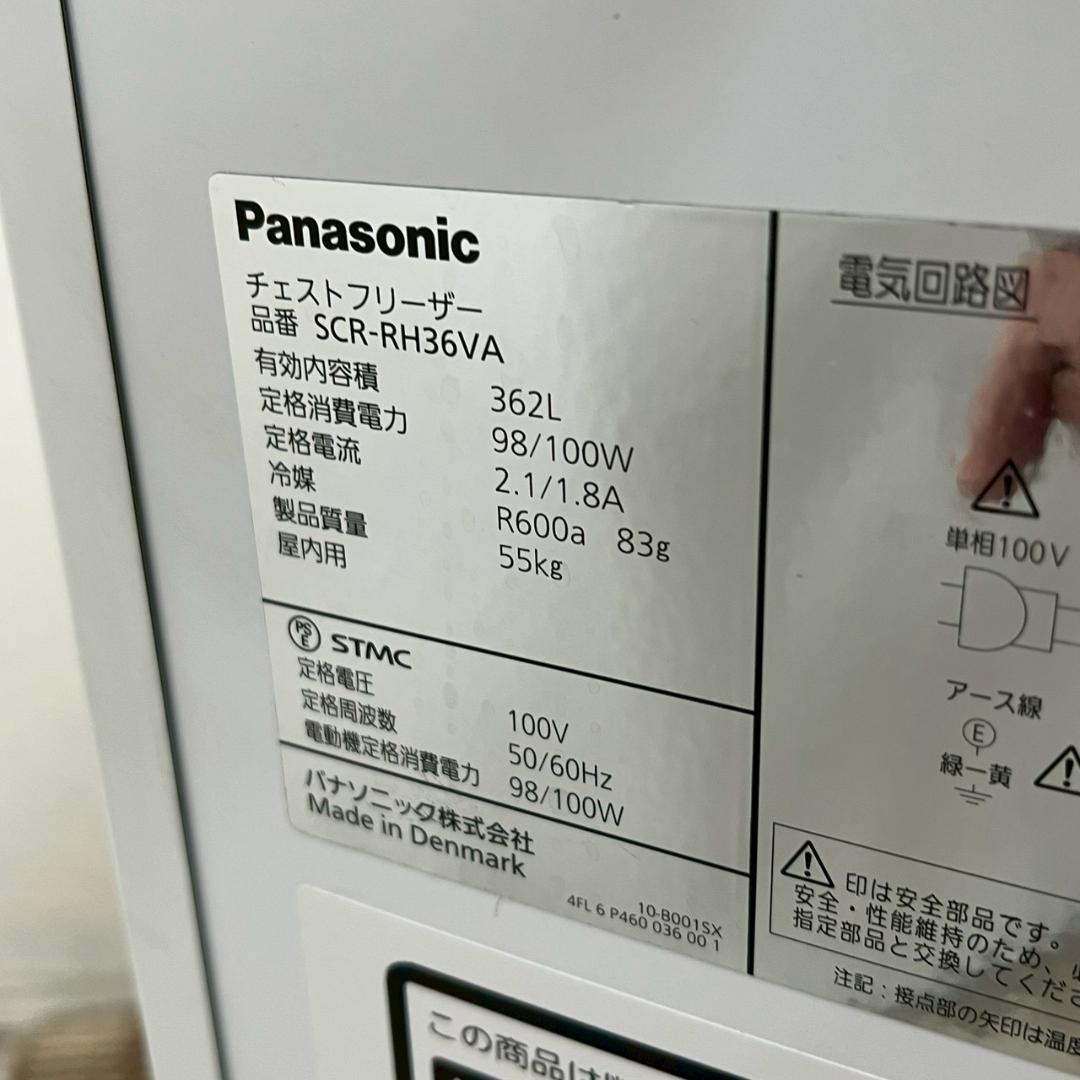 Panasonic
チェストフリーザー
品番 SCR-RH36VA
有効内容積 362L
定格消費電力 98/100W
定格電流 2.1/1.8A
冷媒 R600a 83g
製品質量 55kg
屋内用
PSE STMC
定格電圧 100V
定格周波数 50/60Hz
電動機定格消費電力 98/100W
パナソニック株式会社
Made in Denmark
10-B001SX
4FL 6 P460 036 00 1
電気回路図
単相100V
アース線
E
緑一黄
印は安全部品です。
安全・性能維持のため、
指定部品と交換してくださ
注記:接点部の矢印は温度
この商品は